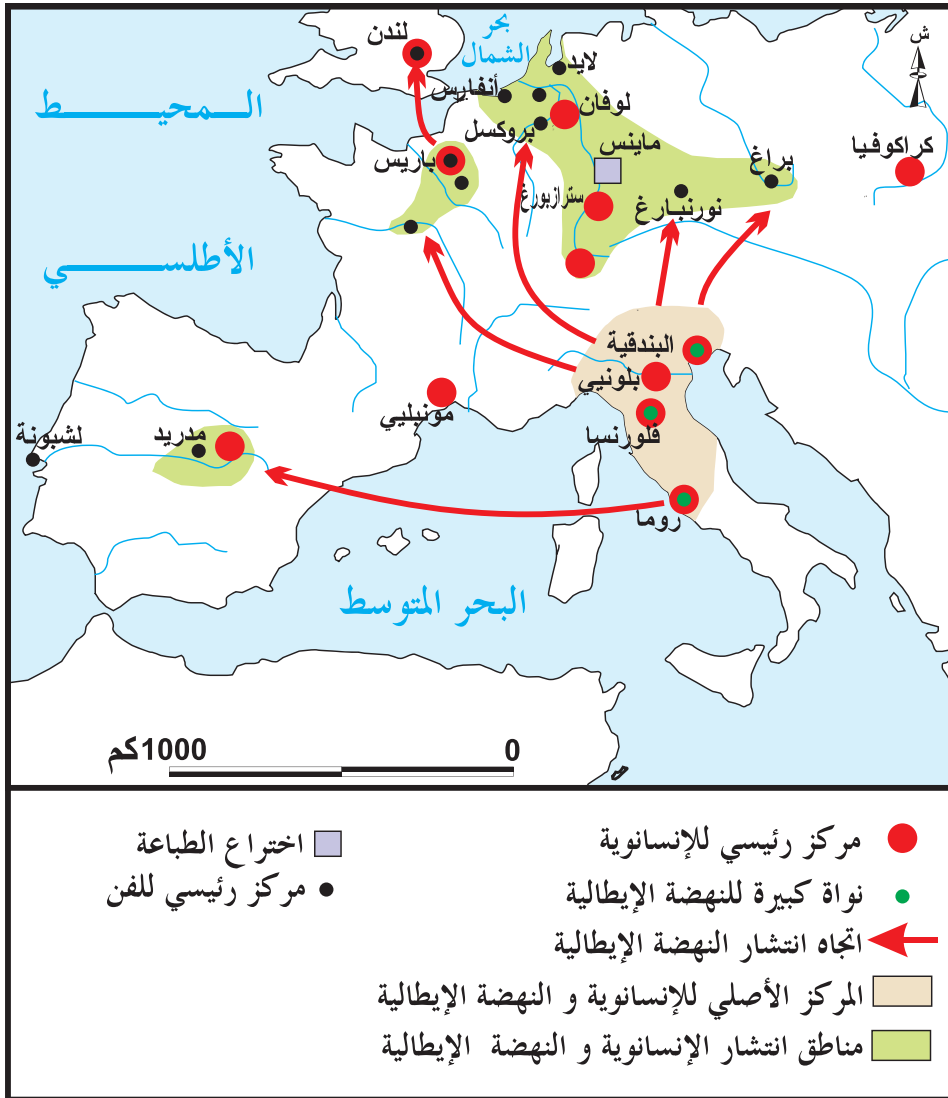 ش
لندن
بحر
الشمال
لايد
أنفارس
لوفان
بروكسل
المحيط
ماينس
كراكوفيا
باريس
براغ
سترازبورغ
نورنبارغ
الأطلسي
البندقية
بلونيي
مونبليي
فلورنسا
مدريد
لشبونة
روما
البحر المتوسط
1000كم
0
مركز رئيسي للإنسانوية
نواة كبيرة للنهضة الإيطالية
اتجاه انتشار النهضة الإيطالية
المركز الأصلي للإنسانوية و النهضة الإيطالية
مناطق انتشار الإنسانوية و النهضة الإيطالية
اختراع الطباعة
مركز رئيسي للفن